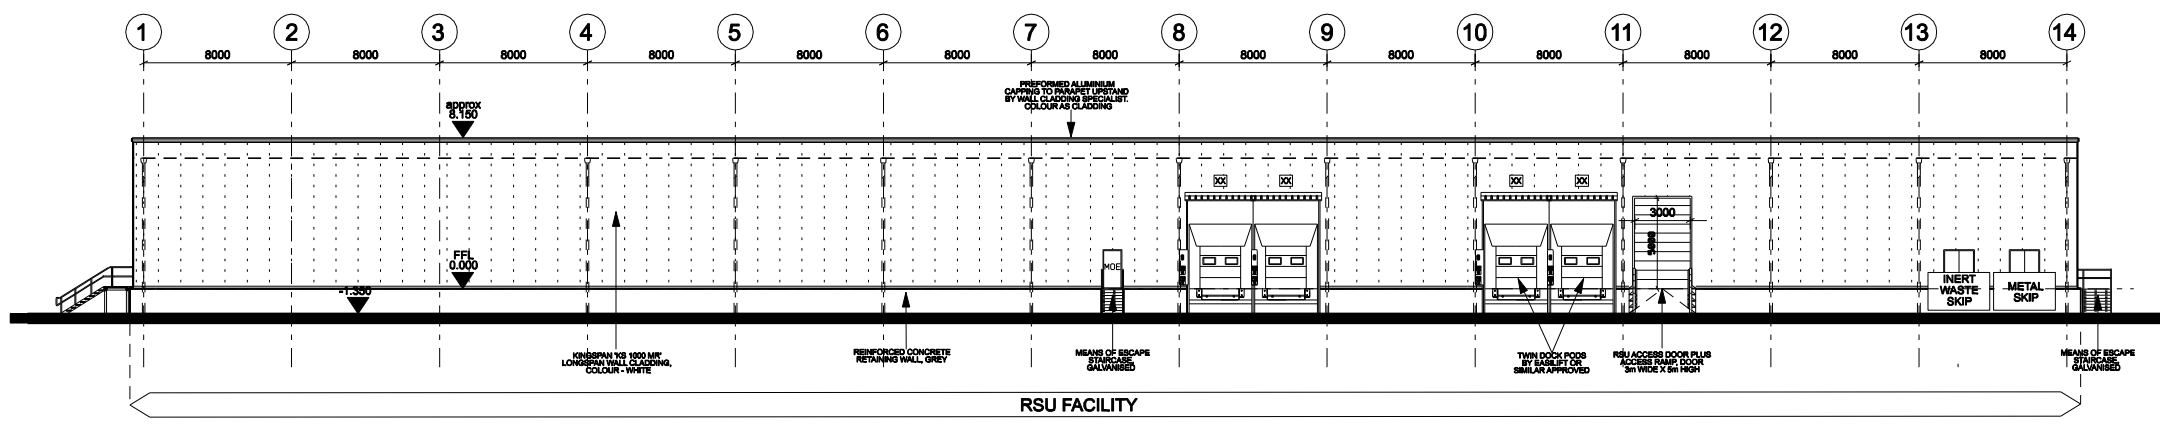 1 2 3 4 5 6 7 8 9 10 11 12 13 14
8000 8000 8000 8000 8000 8000 8000 8000 8000 8000 8000 8000 8000
PREFORMED ALUMINIUM
CAPPING TO PARAPET UPSTAND
BY WALL CLADDING SPECIALIST.
COLOUR AS CLADDING
approx
8.150
XX XX XX XX
3000
5000
FFL
0.000
MOE
-1.350
INERT
WASTE
SKIP
METAL
SKIP
KINGSPAN 'KS 1000 MR'
LONGSPAN WALL CLADDING,
COLOUR - WHITE
REINFORCED CONCRETE
RETAINING WALL, GREY
MEANS OF ESCAPE
STAIRCASE,
GALVANISED
TWIN DOCK PODS
BY EASILIFT OR
SIMILAR APPROVED
RSU ACCESS DOOR PLUS
ACCESS RAMP, DOOR
3m WIDE X 5m HIGH
MEANS OF ESCAPE
STAIRCASE,
GALVANISED
RSU FACILITY